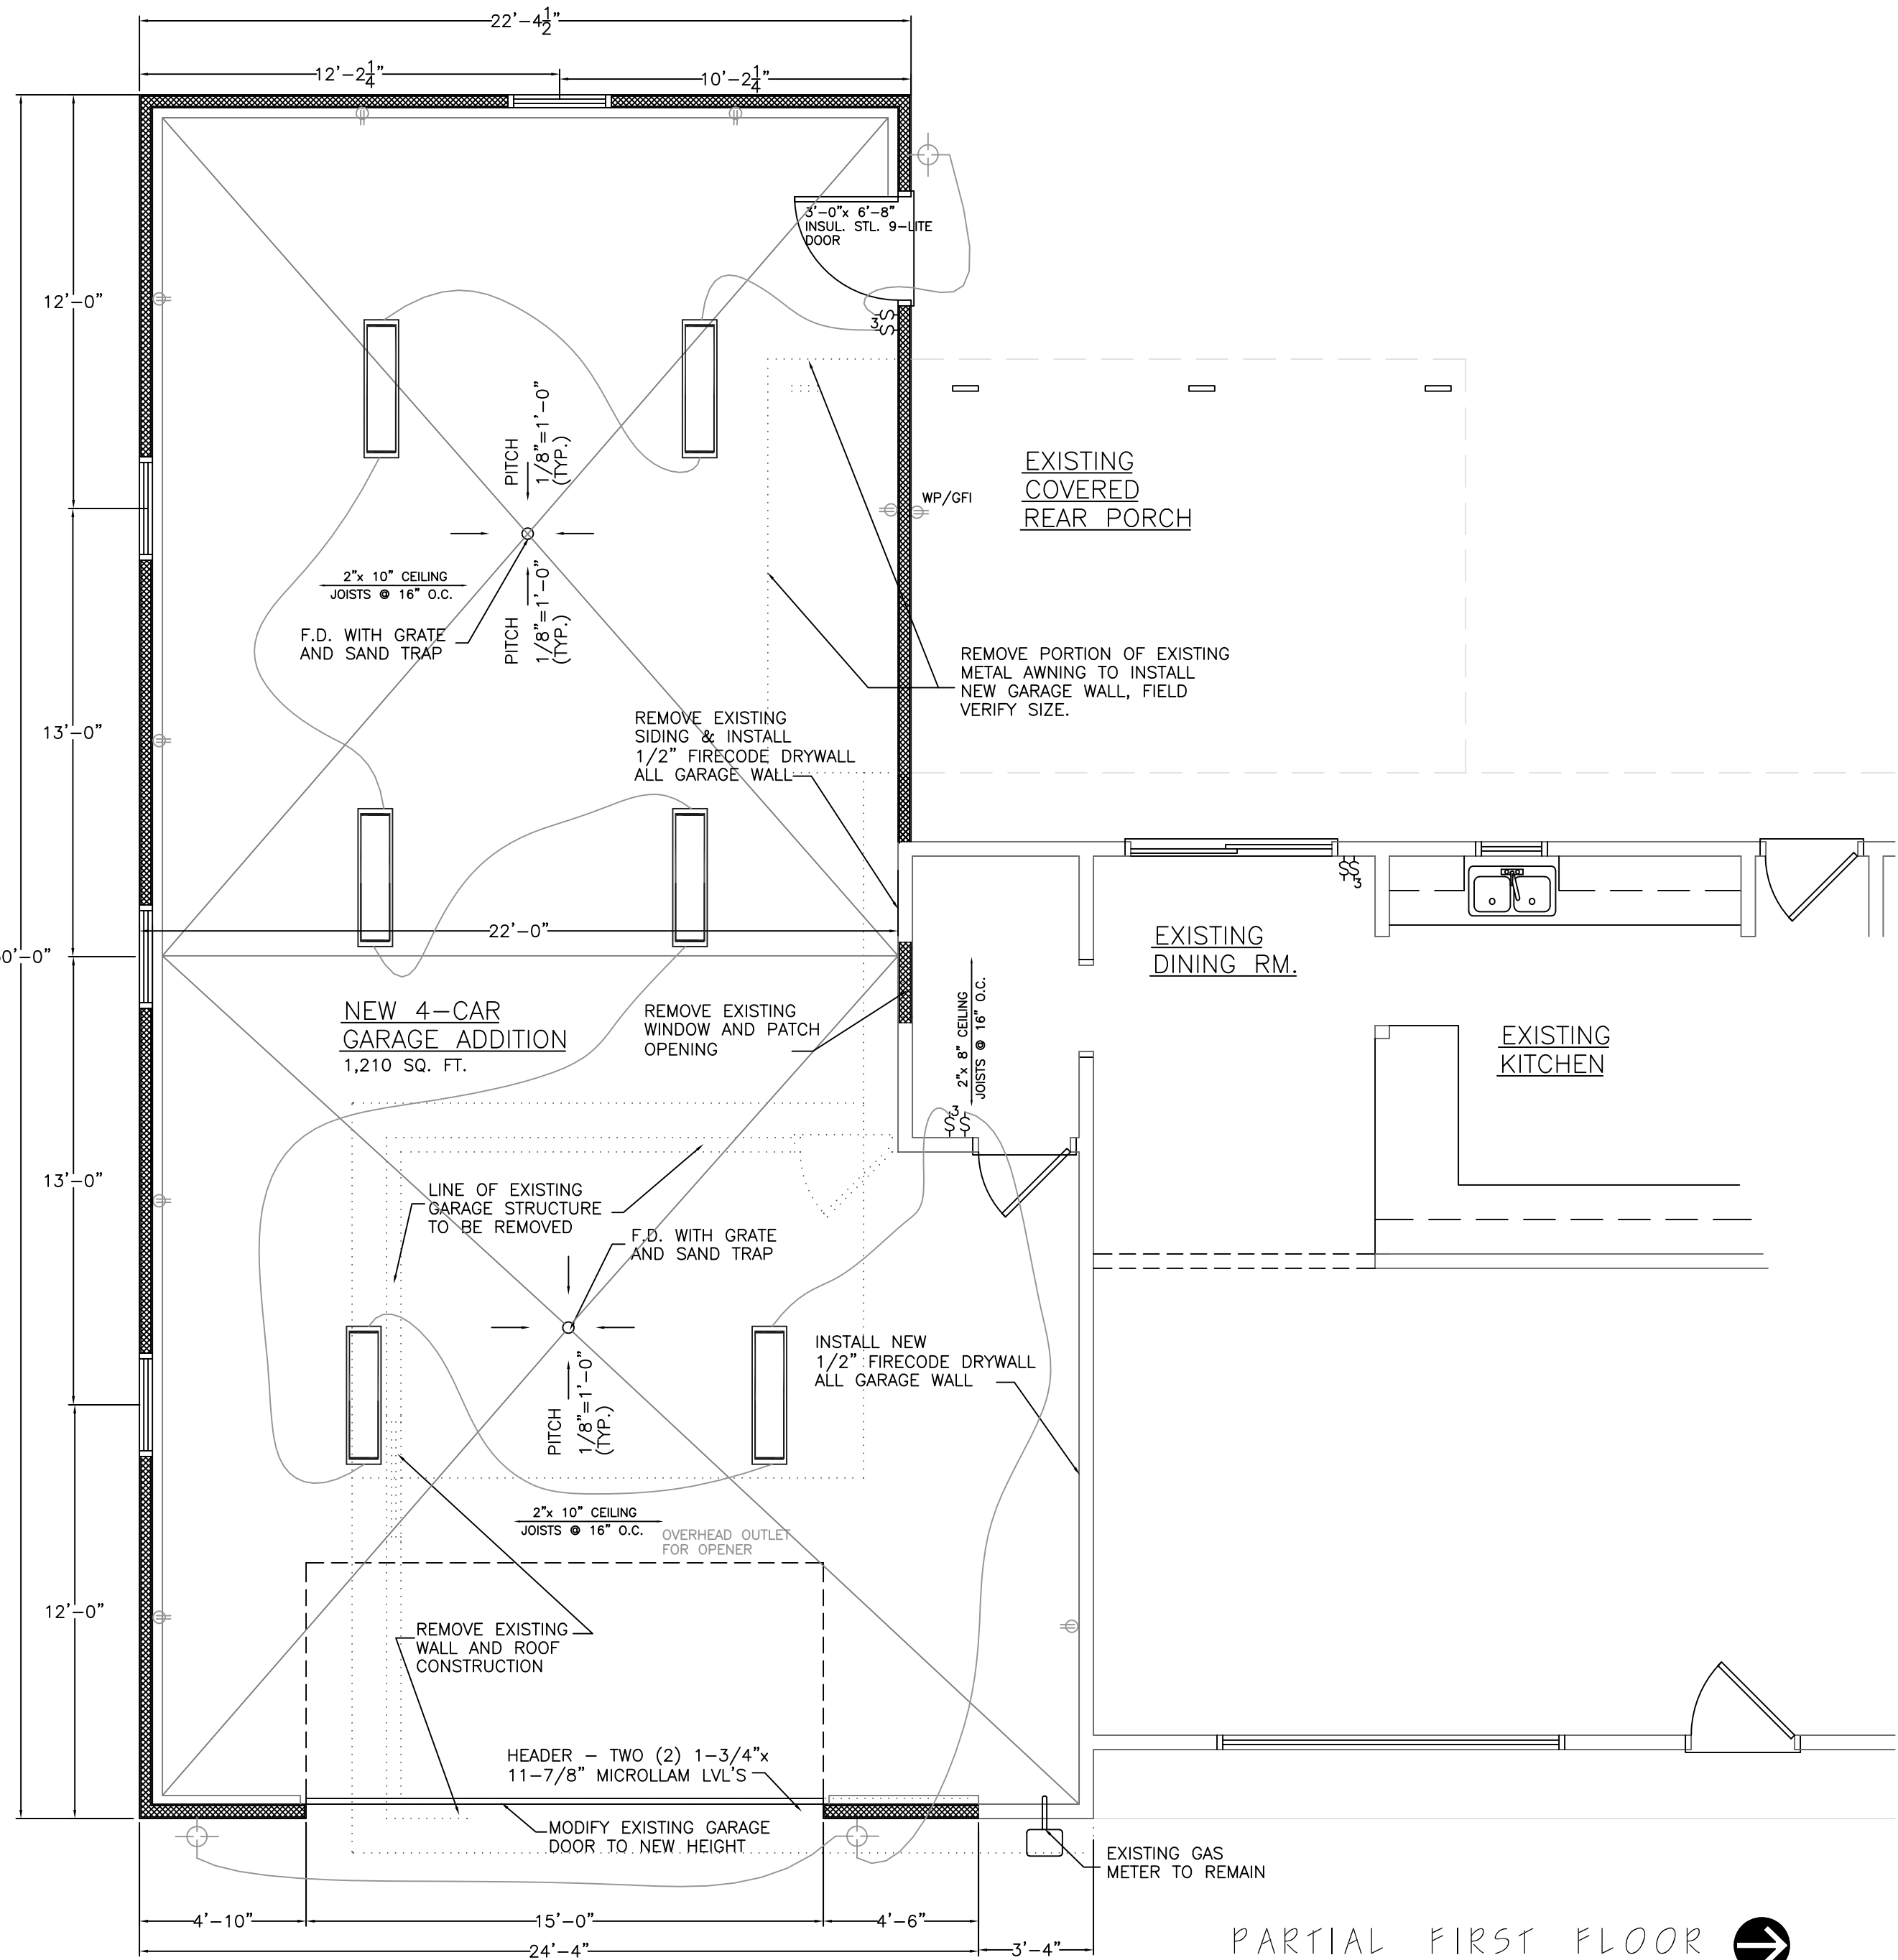 22'-4 1/2"
12'-2 1/4"
10'-2 1/4"
3'-0"x 6'-8"
INSUL. STL. 9-LITE
DOOR
12'-0"
3
PITCH
1/8"=1'-0"
(TYP.)
WP/GFI
EXISTING
COVERED
REAR PORCH
2"x 10" CEILING
JOISTS @ 16" O.C.
PITCH
1/8"=1'-0"
(TYP.)
F.D. WITH GRATE
AND SAND TRAP
REMOVE PORTION OF EXISTING
METAL AWNING TO INSTALL
NEW GARAGE WALL, FIELD
VERIFY SIZE.
13'-0"
REMOVE EXISTING
SIDING & INSTALL
1/2" FIRECODE DRYWALL
ALL GARAGE WALL
SS
3
22'-0"
EXISTING
DINING RM.
0'-0"
NEW 4-CAR
GARAGE ADDITION
1,210 SQ. FT.
REMOVE EXISTING
WINDOW AND PATCH
OPENING
2"x 8" CEILING
JOISTS @ 16" O.C.
EXISTING
KITCHEN
3
SS
13'-0"
LINE OF EXISTING
GARAGE STRUCTURE
TO BE REMOVED
F.D. WITH GRATE
AND SAND TRAP
INSTALL NEW
1/2" FIRECODE DRYWALL
ALL GARAGE WALL
PITCH
1/8"=1'-0"
(TYP.)
2"x 10" CEILING
JOISTS @ 16" O.C.
OVERHEAD OUTLET
FOR OPENER
12'-0"
REMOVE EXISTING
WALL AND ROOF
CONSTRUCTION
HEADER - TWO (2) 1-3/4"x
11-7/8" MICROLLAM LVL'S
MODIFY EXISTING GARAGE
DOOR TO NEW HEIGHT
EXISTING GAS
METER TO REMAIN
4'-10"
15'-0"
4'-6"
24'-4"
3'-4"
PARTIAL FIRST FLOOR